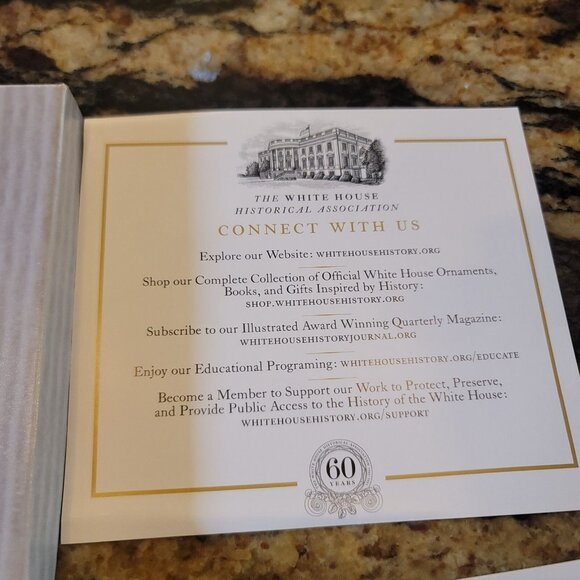 THE WHITE HOUSE
HISTORICAL ASSOCIATION
CONNECT WITH US
Explore our Website: WHITEHOUSEHISTORY.ORG
Shop our Complete Collection of Official White House Ornaments,
Books, and Gifts Inspired by History:
SHOP.WHITEHOUSEHISTORY.ORG
Subscribe to our Illustrated Award Winning Quarterly Magazine:
WHITEHOUSEHISTORYJOURNAL.ORG
Enjoy our Educational Programing: WHITEHOUSEHISTORY.ORG/EDUCATE
Become a Member to Support our Work to Protect, Preserve,
and Provide Public Access to the History of the White House:
WHITEHOUSEHISTORY.ORG/SUPPORT
60
YEARS